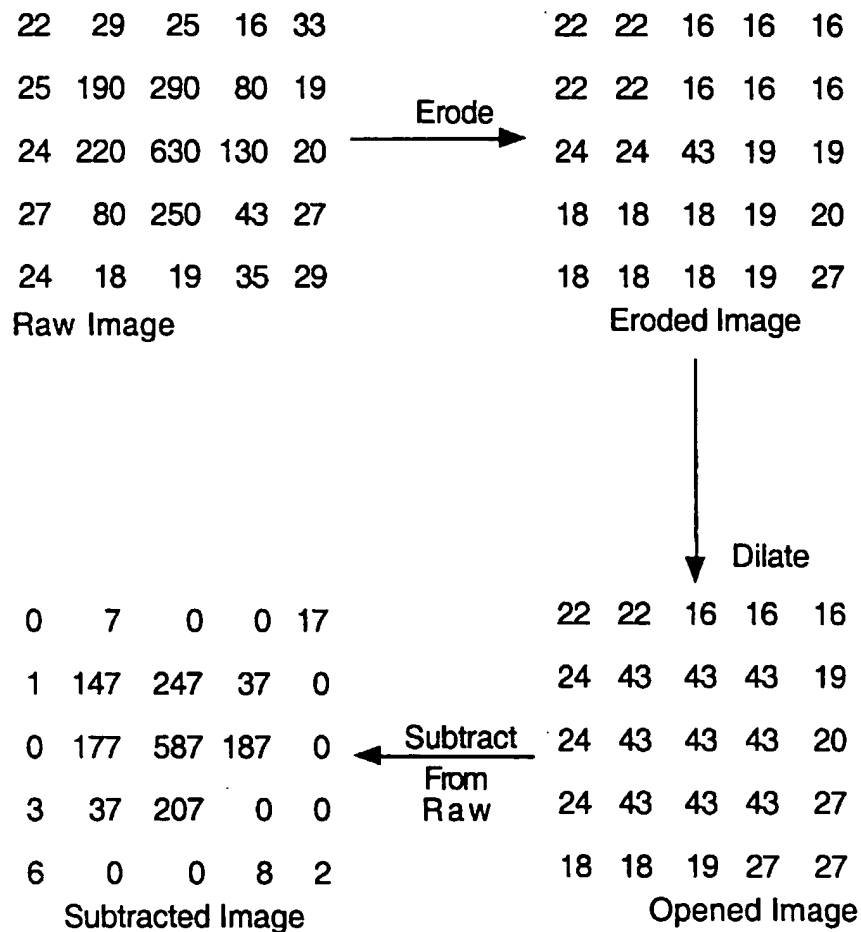 22 29 25 16 33
25 190 290 80 19
24 220 630 130 20
27 80 250 43 27
24 18 19 35 29
Raw Image
Erode
22 22 16 16 16
22 22 16 16 16
24 24 43 19 19
18 18 18 19 20
18 18 18 19 27
Eroded Image
Dilate
22 22 16 16 16
24 43 43 43 19
24 43 43 43 20
24 43 43 43 27
18 18 19 27 27
Opened Image
Subtract
From
Raw
0 7 0 0 17
1 147 247 37 0
0 177 587 187 0
3 37 207 0 0
6 0 0 8 2
Subtracted Image